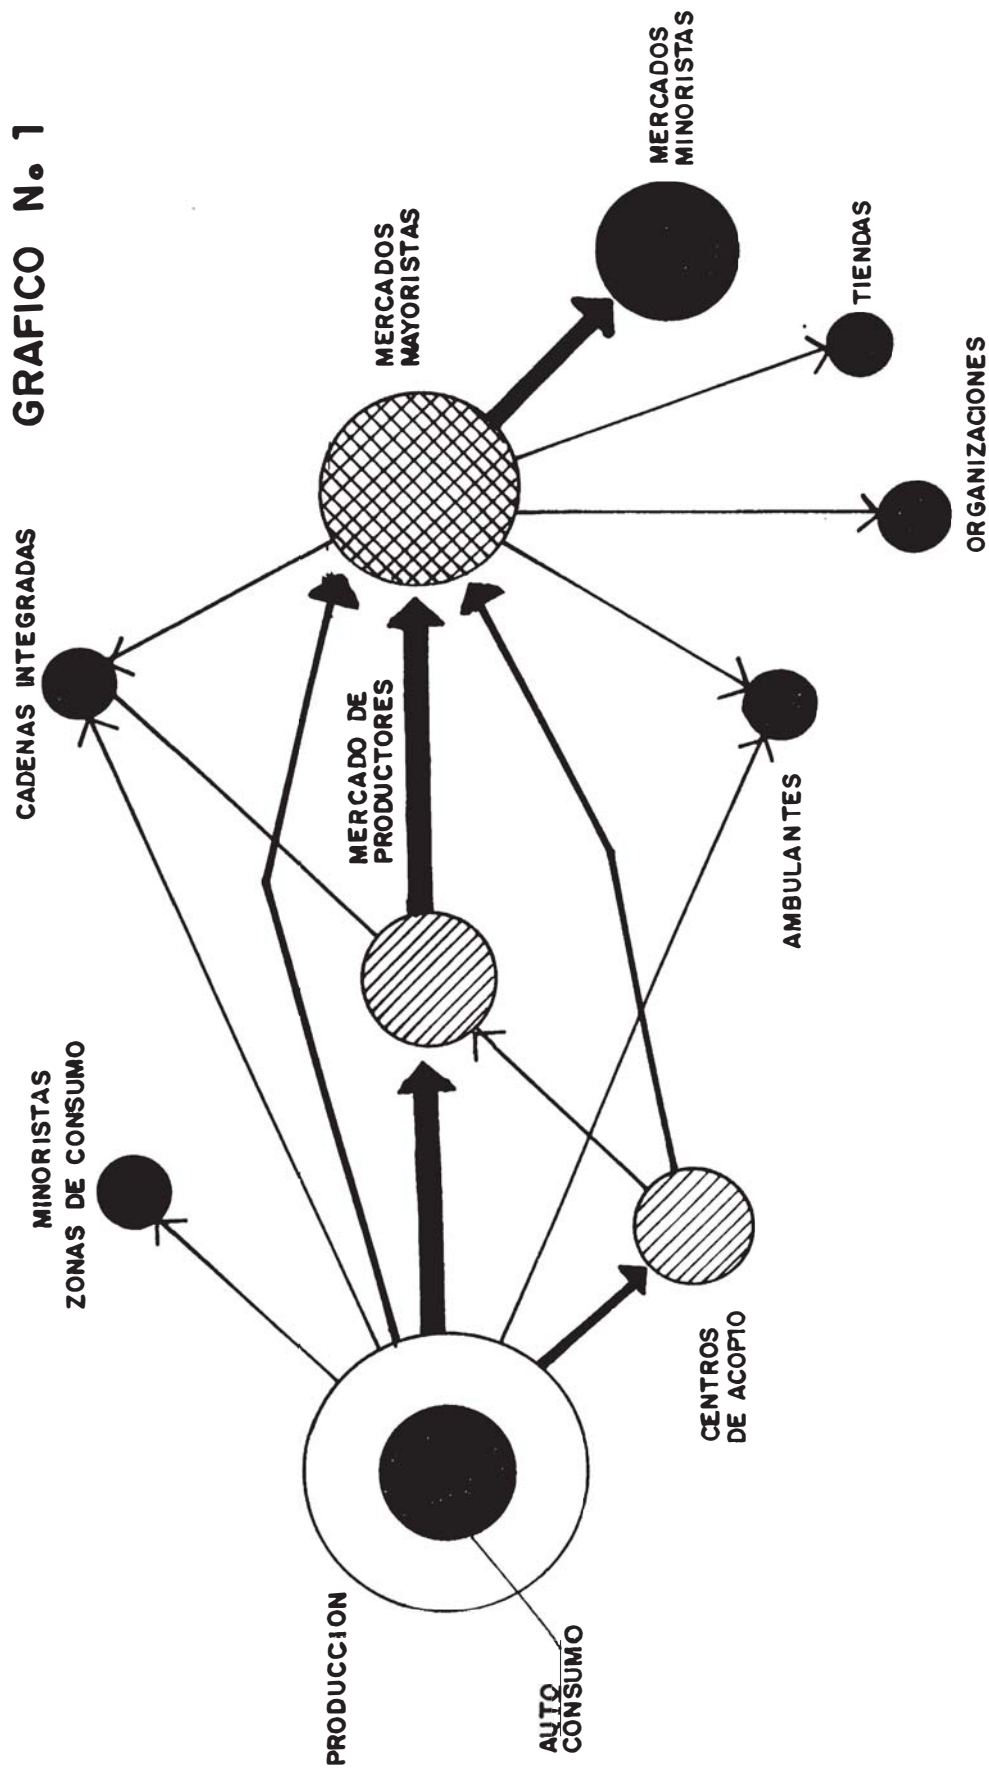 GRAFICO No 1
CADENAS INTEGRADAS
MINORISTAS
ZONAS DE CONSUMO
MERCADOS
MAYORISTAS
MERCADO DE
PRODUCTORES
MERCADOS
MINORISTAS
TIENDAS
ORGANIZACIONES
AMBULANTES
CENTROS
DE ACOPIO
PRODUCCION
AUTO
CONSUMO